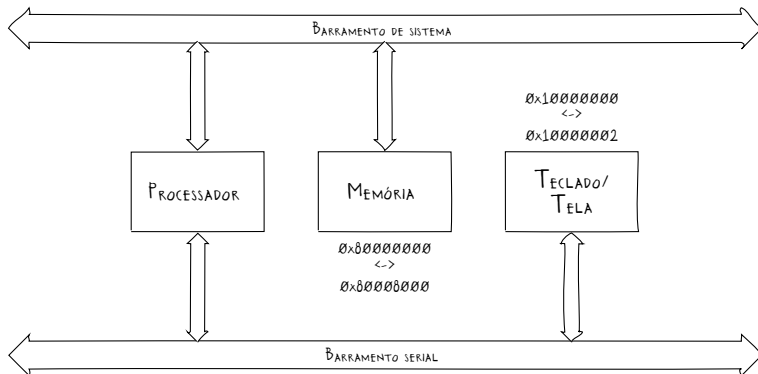 Barramento de sistema
0x10000000
<->
0x10000002
Processador
Memória
Teclado/
Tela
0x80000000
<->
0x80008000
Barramento serial